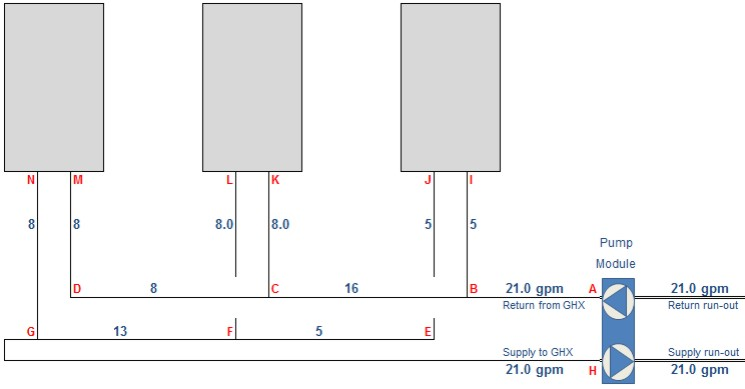 N M L K J I
8 8 8.0 8.0 5 5
Pump
Module
D 8 C 16 B 21.0 gpm A 21.0 gpm
Return from GHX Return run-out
G 13 F 5 E
Supply to GHX Supply run-out
21.0 gpm H 21.0 gpm